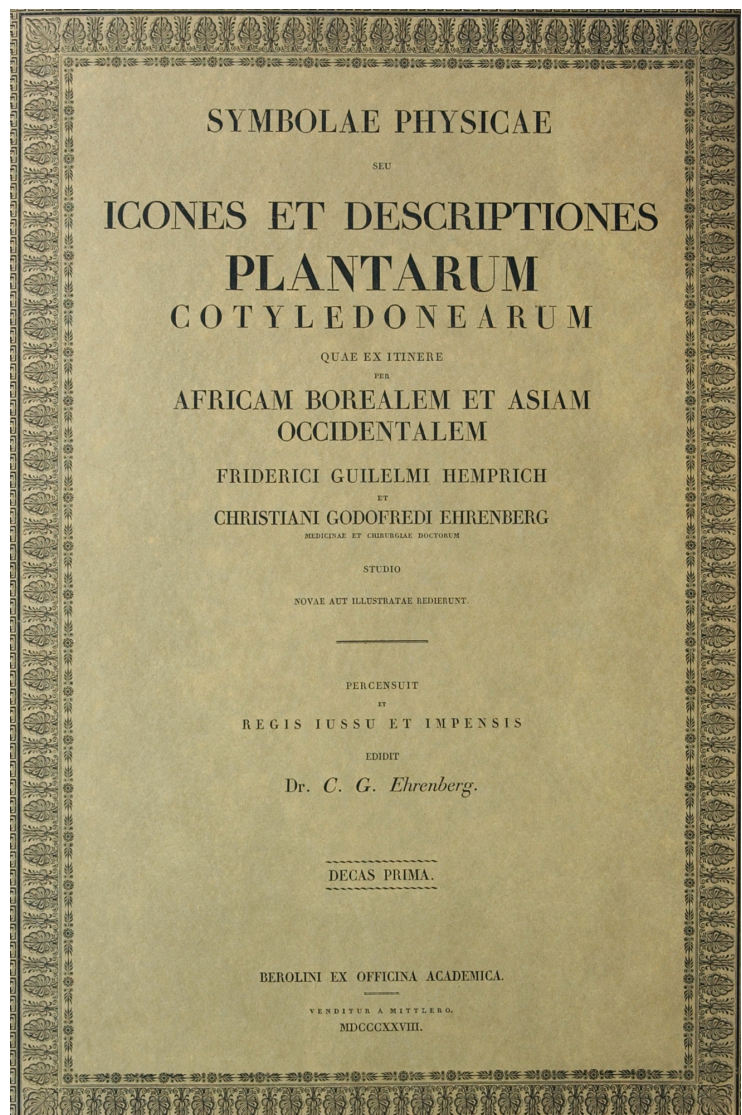 SYMBOLAE PHYSICAE
SEU
ICONES ET DESCRIPTIONES
PLANTARUM
COTYLEDONEARUM
QUAE EX ITINERE
PER
AFRICAM BOREALEM ET ASIAM
OCCIDENTALEM
FRIDERICI GUILELMI HEMPRICH
ET
CHRISTIANI GODOFREDI EHRENBERG
MEDICINAE ET CHIRURGIAE DOCTORUM
STUDIO
NOVAE AUT ILLUSTRATAE REDIERUNT.
PERCENSUIT
ET
REGIS IUSSU ET IMPENSIS
EDIDIT
Dr. C. G. Ehrenberg.
DECAS PRIMA.
BEROLINI EX OFFICINA ACADEMICA.
VENDITUR A MITTLERO.
MDCCCXXVIII.